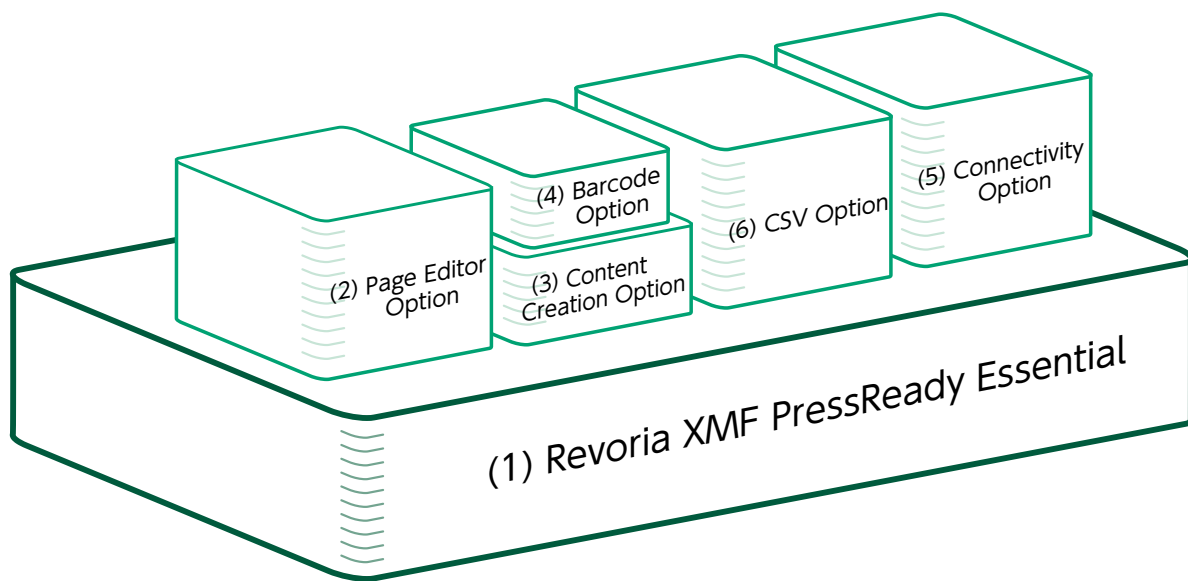 (5) Connectivity
Option
(4) Barcode
Option
(6) CSV Option
(2) Page Editor
Option
(3) Content
Creation Option
(1) Revoria XMF PressReady Essential